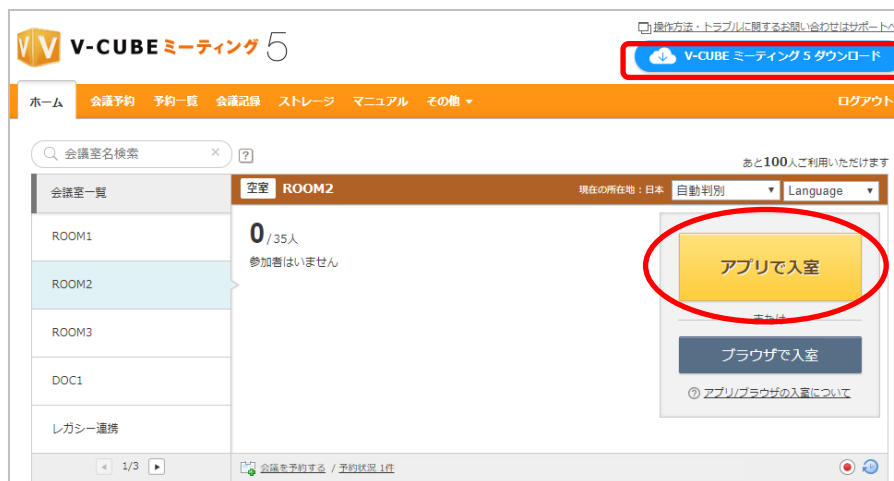 操作方法・トラブルに関するお問い合わせはサポートへ
V-CUBE ミーティング 5
V-CUBE ミーティング 5 ダウンロード
ホーム 会議予約 予約一覧 会議記録 ストレージ マニュアル その他 ログアウト
会議室名検索 × ?
あと100人ご利用いただけます
会議室一覧
空室 ROOM2 現在の所在地：日本 自動判別 Language
ROOM1
ROOM2
ROOM3
DOC1
レガシー連携
1/3
0/35人
参加者はいません
アプリで入室
または
ブラウザで入室
? アプリ/ブラウザの入室について
会議を予約する / 予約状況 1件